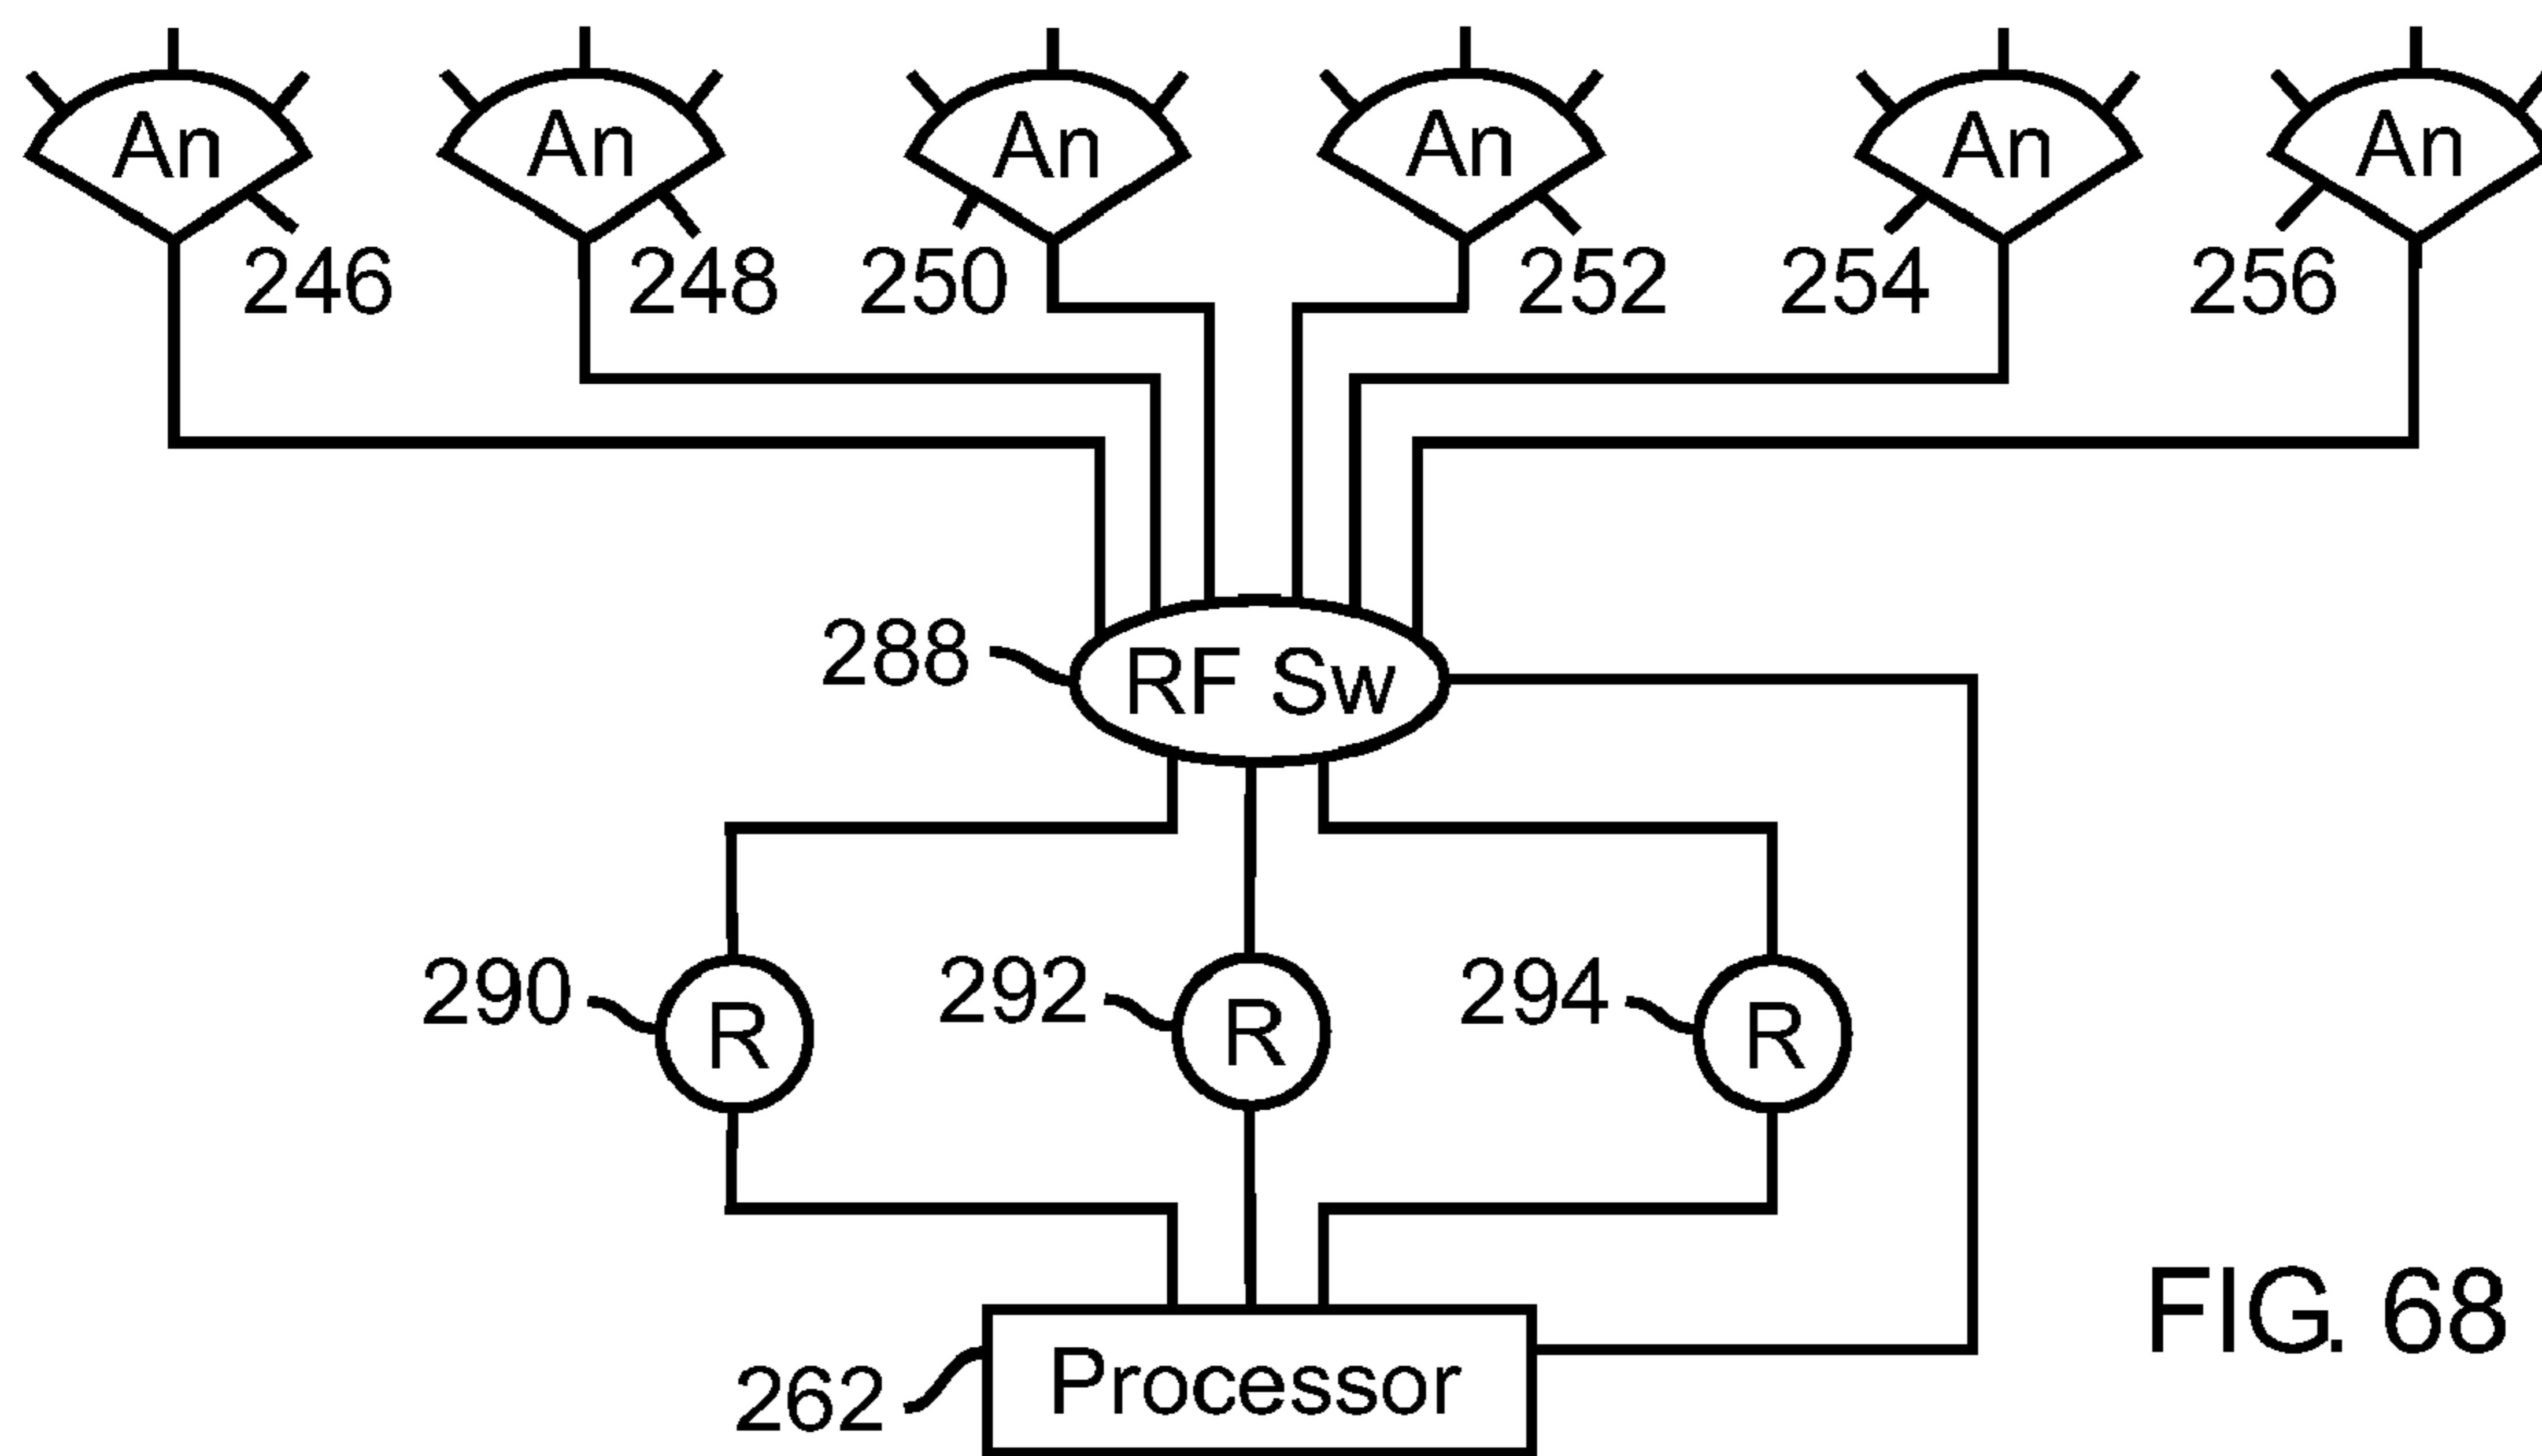 An An An An An An
246 248 250 252 254 256
288 RF Sw
290 R 292 R 294 R
FIG. 68
262 Processor